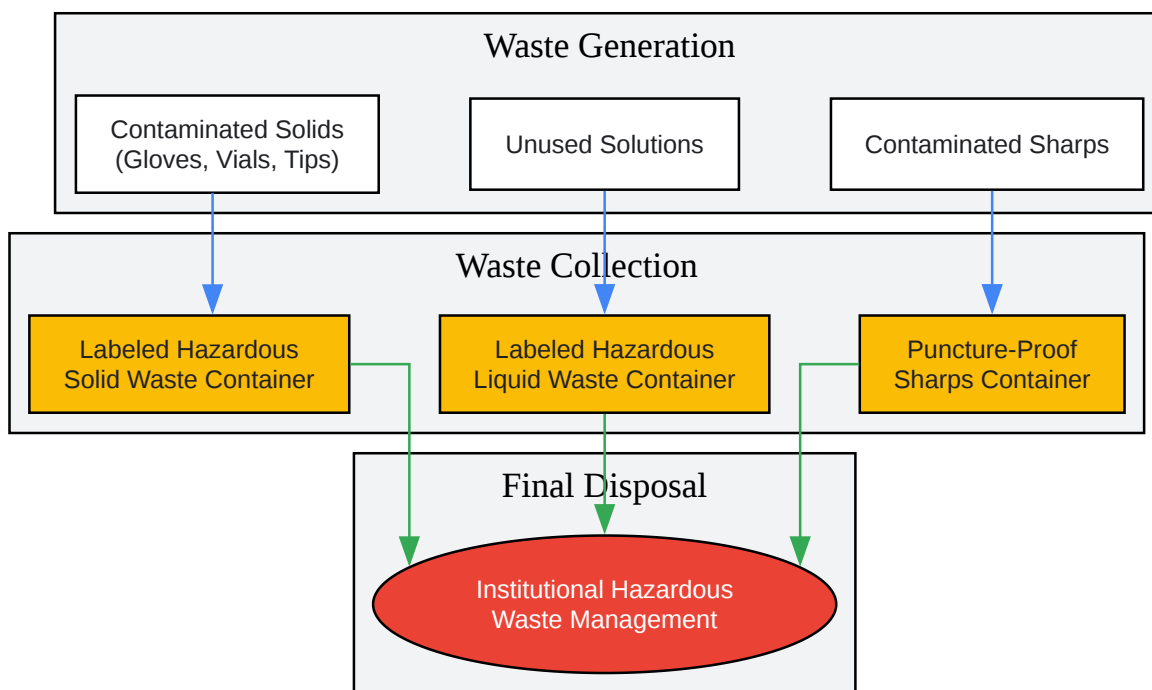 Waste Generation
Contaminated Solids
(Gloves, Vials, Tips)
Unused Solutions
Contaminated Sharps
Waste Collection
Labeled Hazardous
Solid Waste Container
Labeled Hazardous
Liquid Waste Container
Puncture-Proof
Sharps Container
Final Disposal
Institutional Hazardous
Waste Management